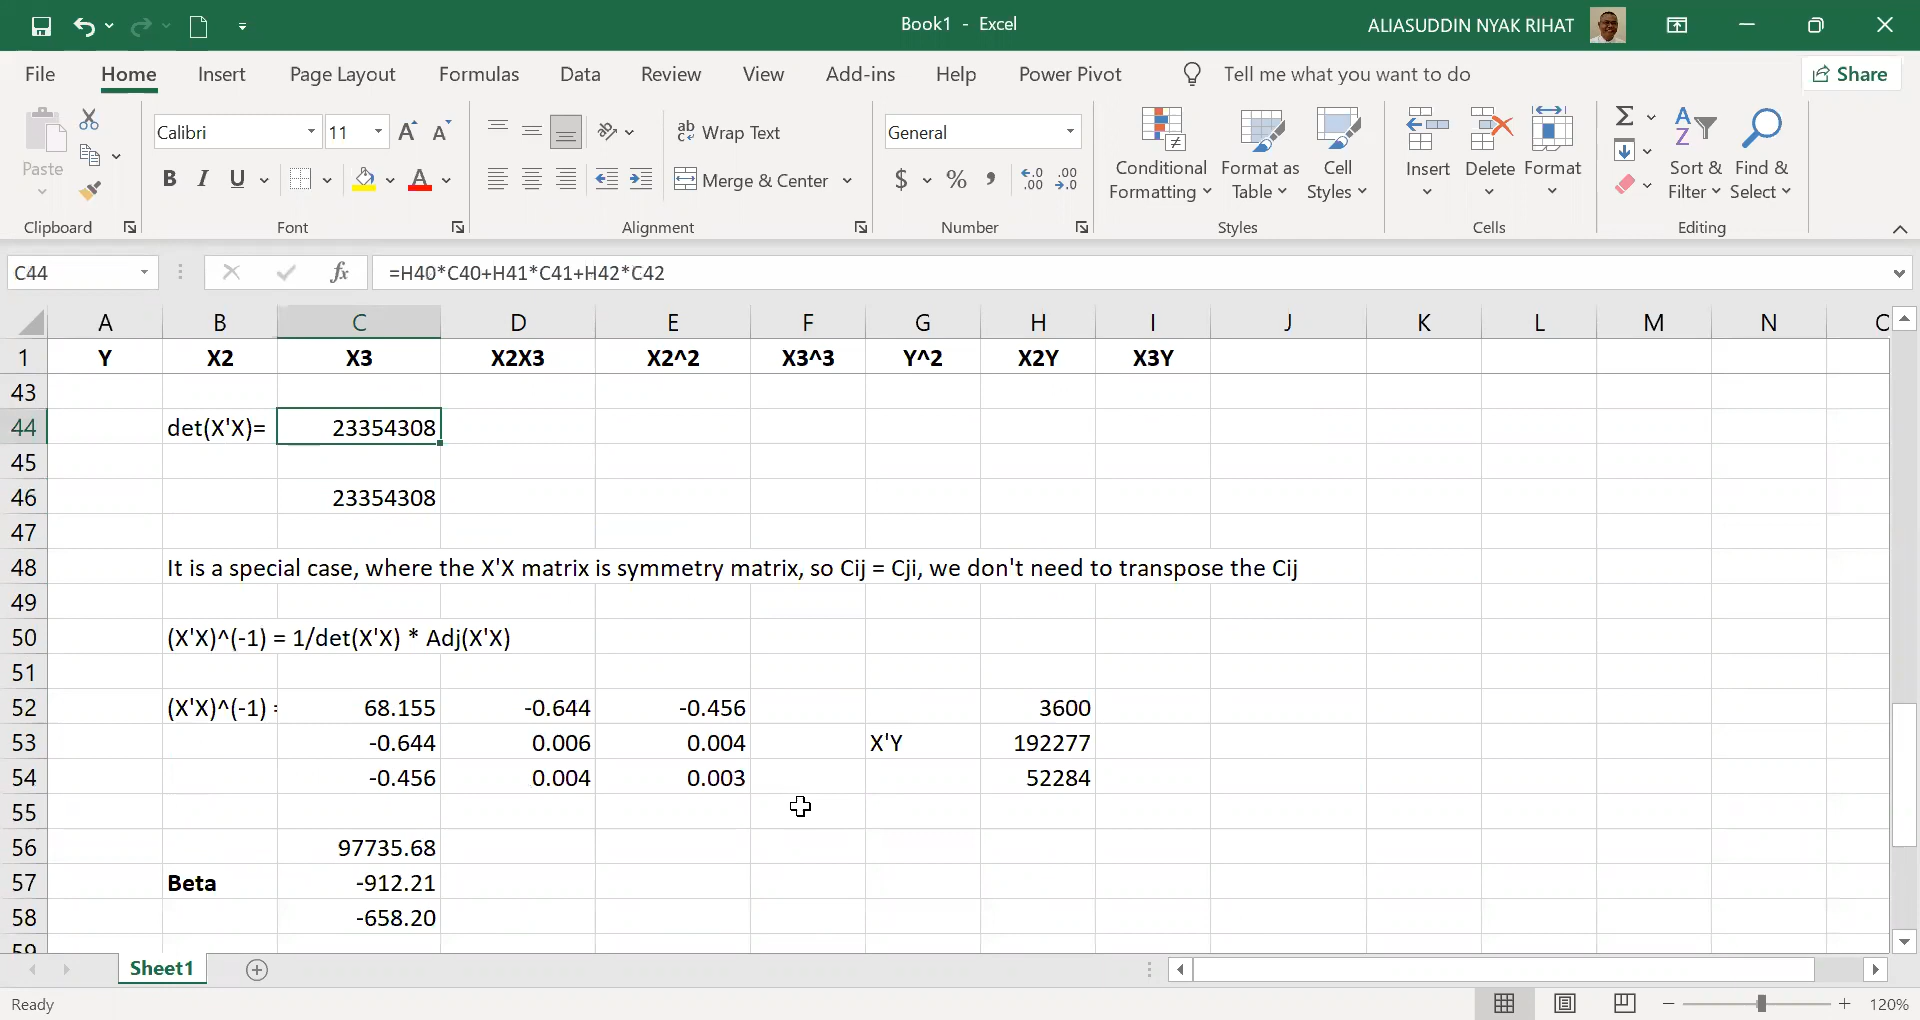 Book1 - Excel
ALIASUDDIN NYAK RIHAT
File Home Insert Page Layout Formulas Data Review View Add-ins Help Power Pivot Tell me what you want to do Share
Paste
Clipboard
Calibri 11
B I U
Font
ab Wrap Text
Merge & Center
Alignment
General
$ % ,
Number
Conditional Formatting
Format as Table
Cell Styles
Styles
Insert Delete Format
Cells
Sort & Filter
Find & Select
Editing
C44 fx =H40*C40+H41*C41+H42*C42
A B C D E F G H I J K L M N
1 Y X2 X3 X2X3 X2^2 X3^3 Y^2 X2Y X3Y
43
44 det(X'X)= 23354308
45
46 23354308
47
48 It is a special case, where the X'X matrix is symmetry matrix, so Cij = Cji, we don't need to transpose the Cij
49
50 (X'X)^(-1) = 1/det(X'X) * Adj(X'X)
51
52 (X'X)^(-1) 68.155 -0.644 -0.456 3600
53 -0.644 0.006 0.004 X'Y 192277
54 -0.456 0.004 0.003 52284
55
56 97735.68
57 Beta -912.21
58 -658.20
59
Sheet1
Ready
120%